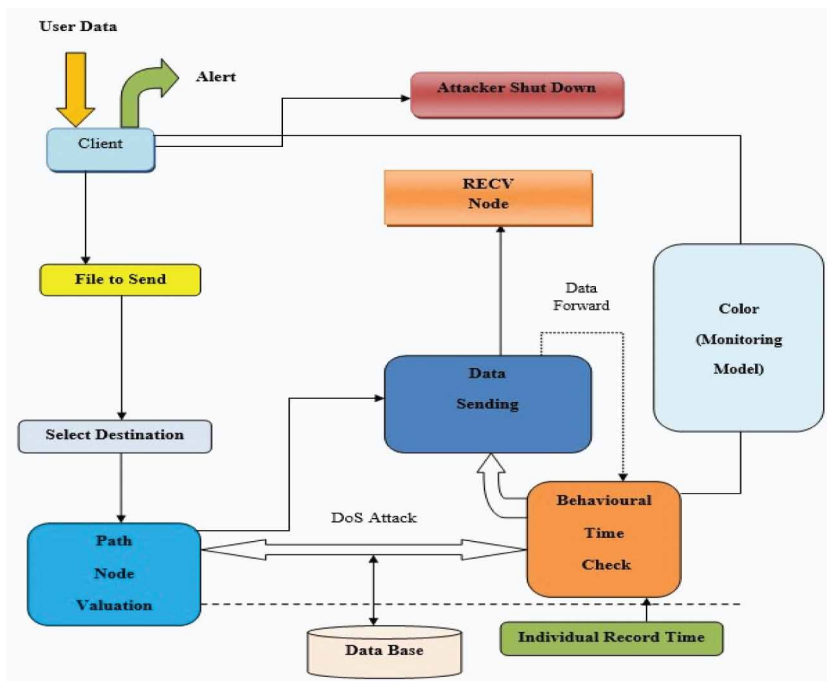 User Data
Alert
Attacker Shut Down
Client
RECV
Node
File to Send
Data
Forward
Color
(Monitoring
Model)
Data
Sending
Select Destination
Behavioural
Time
Check
DoS Attack
Path
Node
Valuation
Individual Record Time
Data Base